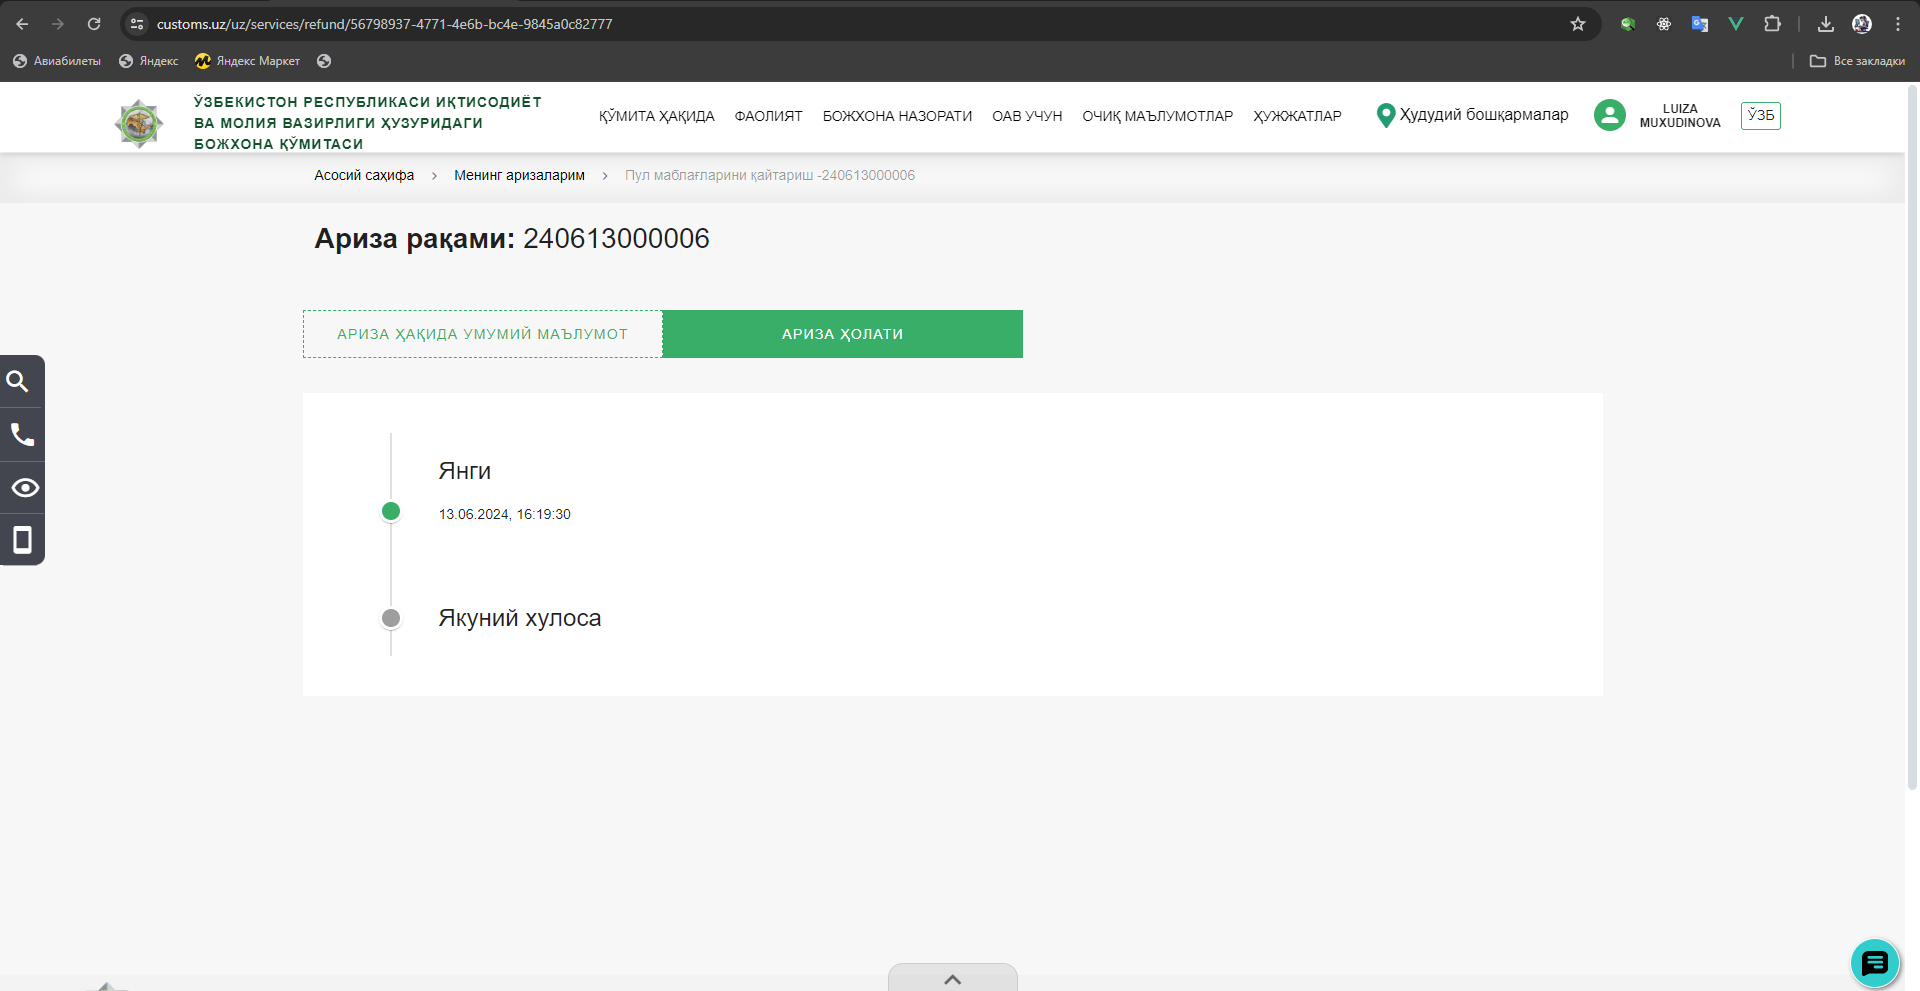 customs.uz/uz/services/refund/56798937-4771-4e6b-bc4e-9845a0c82777
Авиабилеты Яндекс Яндекс Маркет Все закладки
ЎЗБЕКИСТОН РЕСПУБЛИКАСИ ИҚТИСОДИЁТ
ВА МОЛИЯ ВАЗИРЛИГИ ҲУЗУРИДАГИ
БОЖХОНА ҚЎМИТАСИ
ҚЎМИТА ҲАҚИДА ФАОЛИЯТ БОЖХОНА НАЗОРАТИ ОАВ УЧУН ОЧИҚ МАЪЛУМОТЛАР ҲУЖЖАТЛАР
Ҳудудий бошқармалар
LUIZA
MUXUDINOVA
ЎЗБ
Асосий саҳифа > Менинг аризаларим > Пул маблағларини қайтариш -240613000006
Ариза рақами: 240613000006
АРИЗА ҲАҚИДА УМУМИЙ МАЪЛУМОТ
АРИЗА ҲОЛАТИ
Янги
13.06.2024, 16:19:30
Якуний хулоса